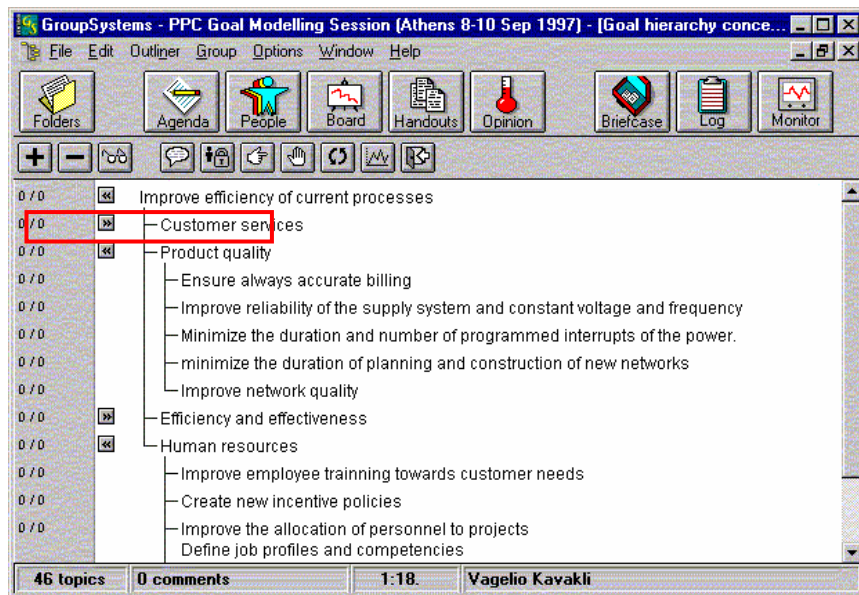 GroupSystems - PPC Goal Modelling Session (Athens 8-10 Sep 1997) - [Goal hierarchy conce...
File Edit Outliner Group Options Window Help
Folders Agenda People Board Handouts Opinion Briefcase Log Monitor
0 / 0 Improve efficiency of current processes
0 / 0 Customer services
0 / 0 Product quality
0 / 0 Ensure always accurate billing
0 / 0 Improve reliability of the supply system and constant voltage and frequency
0 / 0 Minimize the duration and number of programmed interrupts of the power.
0 / 0 minimize the duration of planning and construction of new networks
0 / 0 Improve network quality
0 / 0 Efficiency and effectiveness
0 / 0 Human resources
0 / 0 Improve employee trainning towards customer needs
0 / 0 Create new incentive policies
0 / 0 Improve the allocation of personnel to projects
Define job profiles and competencies
46 topics 0 comments 1:18. Vagelio Kavakli